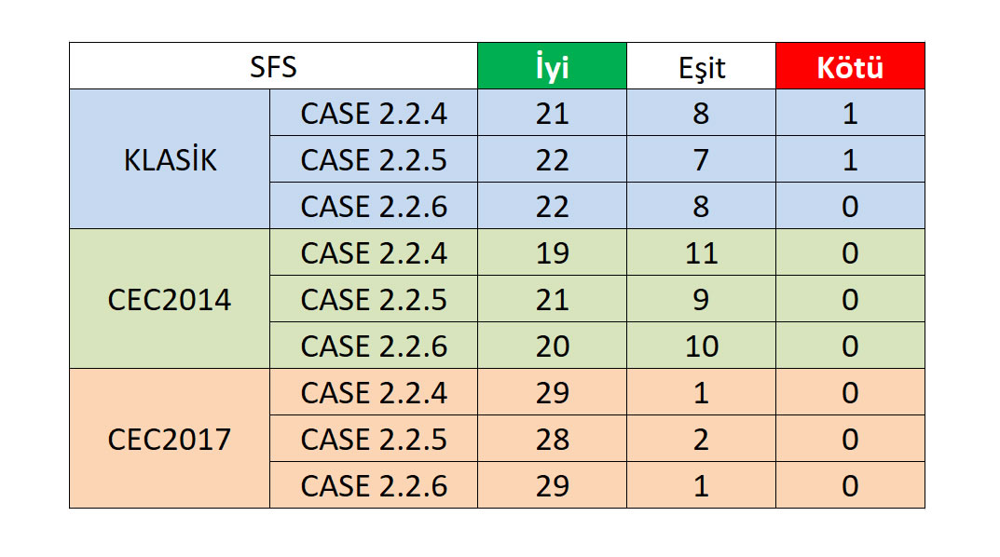 SFS İyi Eşit Kötü
KLASİK
CASE 2.2.4 21 8 1
CASE 2.2.5 22 7 1
CASE 2.2.6 22 8 0
CEC2014
CASE 2.2.4 19 11 0
CASE 2.2.5 21 9 0
CASE 2.2.6 20 10 0
CEC2017
CASE 2.2.4 29 1 0
CASE 2.2.5 28 2 0
CASE 2.2.6 29 1 0